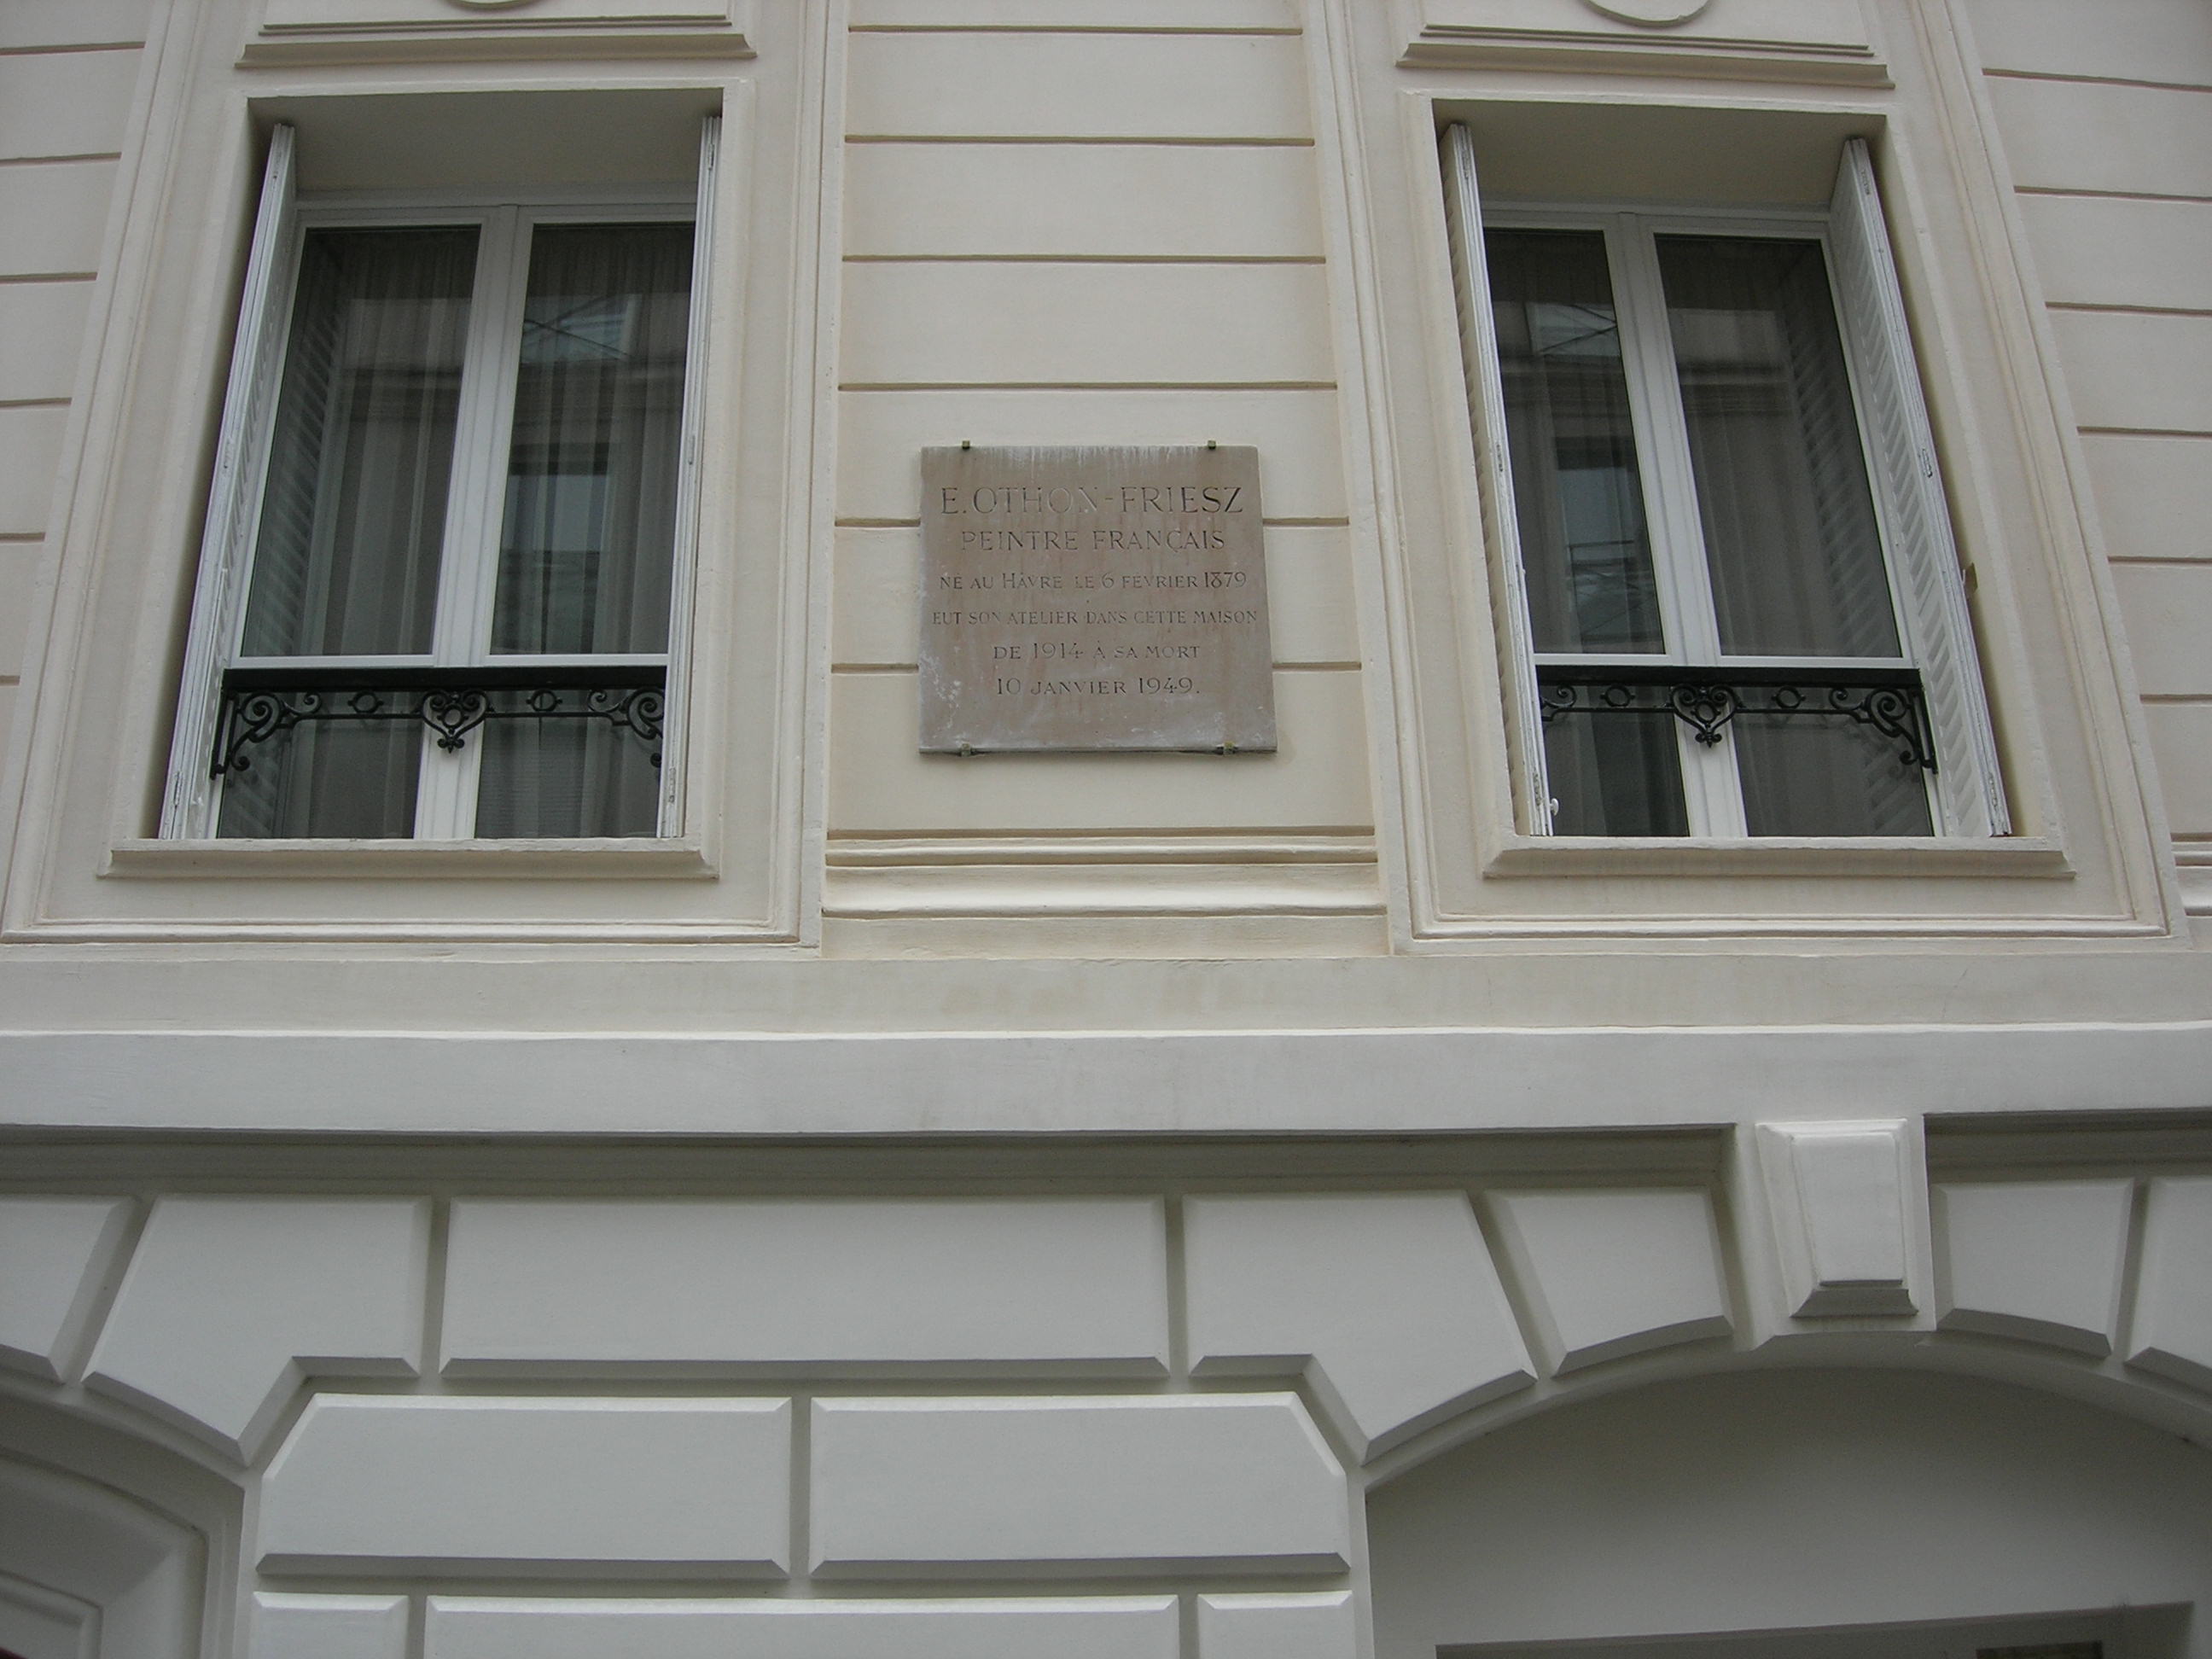 E. OTHON-FRIESZ
PEINTRE FRANÇAIS
NÉ AU HÂVRE LE 6 FÉVRIER 1879
EUT SON ATELIER DANS CETTE MAISON
DE 1914 À SA MORT
10 JANVIER 1949.